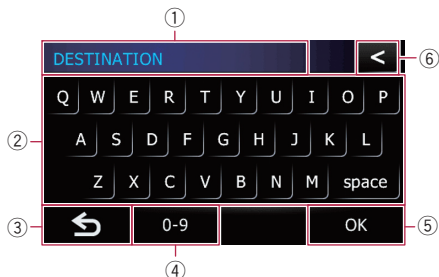 ①
DESTINATION
<
⑥
Q W E R T Y U I O P
②
A S D F G H J K L
Z X C V B N M space
③
0-9
OK
⑤
④